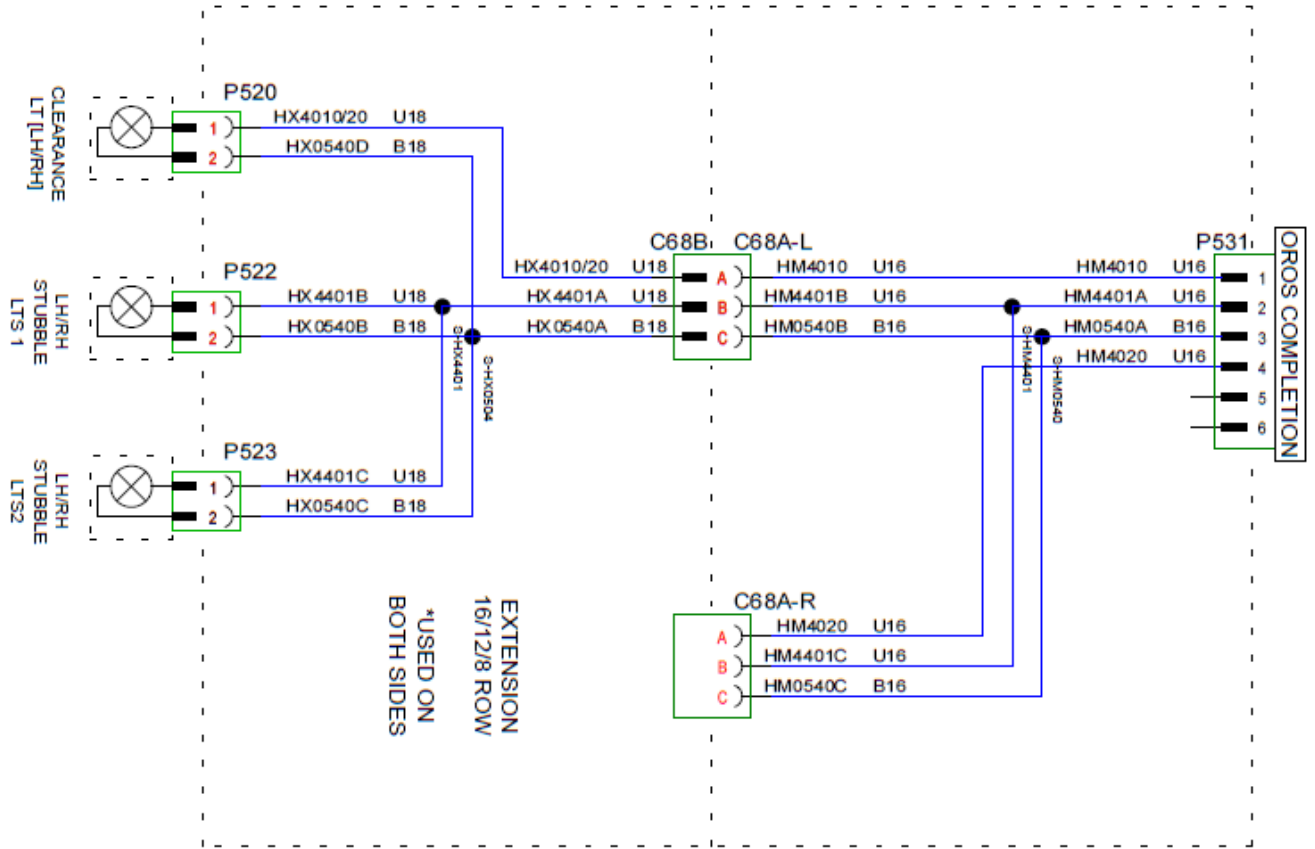 CLEARANCE
LT [LH/RH]
P520
1
HX4010/20 U18
2
HX0540D B18
LH/RH
STUBBLE
LTS 1
P522
1
HX4401B U18
2
HX0540B B18
S-HX4401
S-HX0504
LH/RH
STUBBLE
LTS2
P523
1
HX4401C U18
2
HX0540C B18
EXTENSION
16/12/8 ROW
*USED ON
BOTH SIDES
C68B
HX4010/20 U18
HX4401A U18
HX0540A B18
C68A-L
A
HM4010 U16
B
HM4401B U16
C
HM0540B B16
S-HM4401
S-HM0540
P531
HM4010 U16
1
HM4401A U16
2
HM0540A B16
3
HM4020 U16
4
5
6
OROS COMPLETION
C68A-R
A
HM4020 U16
B
HM4401C U16
C
HM0540C B16